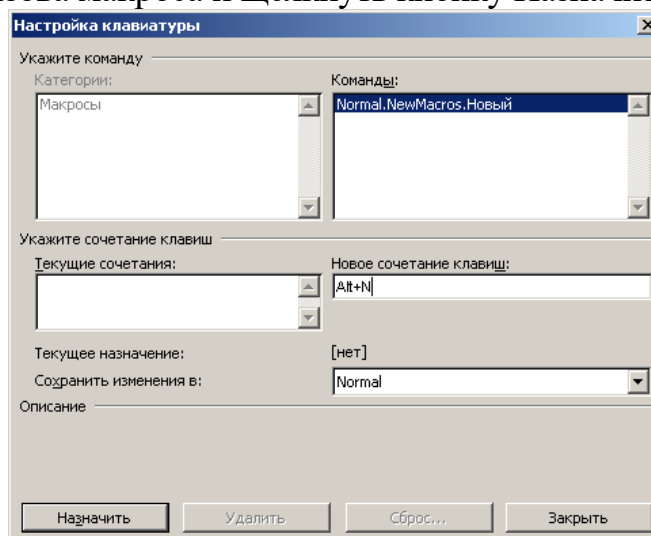 Настройка клавиатуры
Укажите команду
Категории: Команды:
Макросы Normal.NewMacros.Новый
Укажите сочетание клавиш
Текущие сочетания: Новое сочетание клавиш:
Alt+N
Текущее назначение: [нет]
Сохранить изменения в: Normal
Описание
Назначить Удалить Сброс... Закрыть